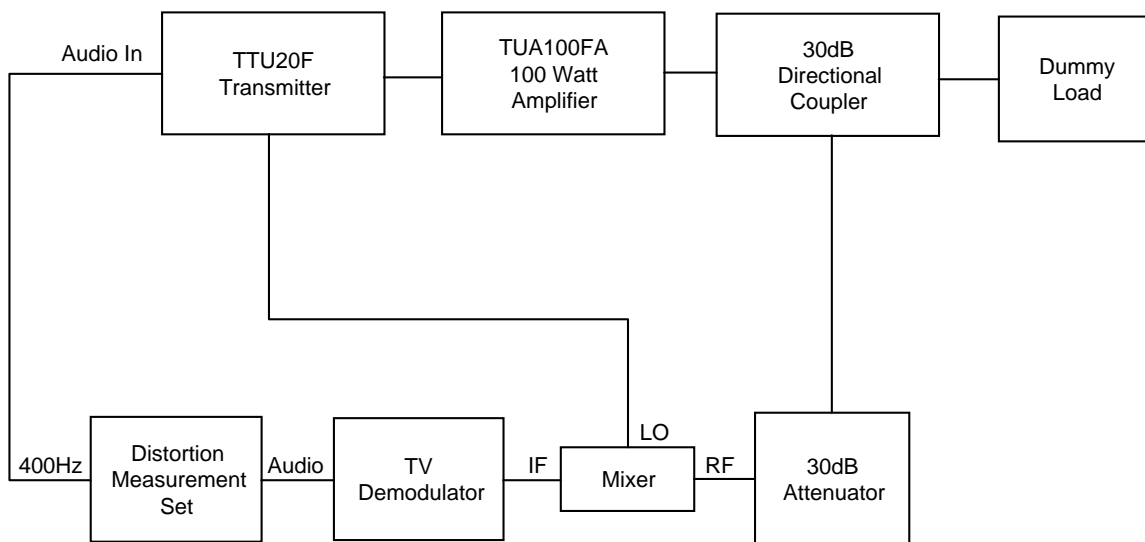 Audio In
TTU20F
Transmitter
TUA100FA
100 Watt
Amplifier
30dB
Directional
Coupler
Dummy
Load
LO
400Hz
Distortion
Measurement
Set
Audio
TV
Demodulator
IF
Mixer
RF
30dB
Attenuator